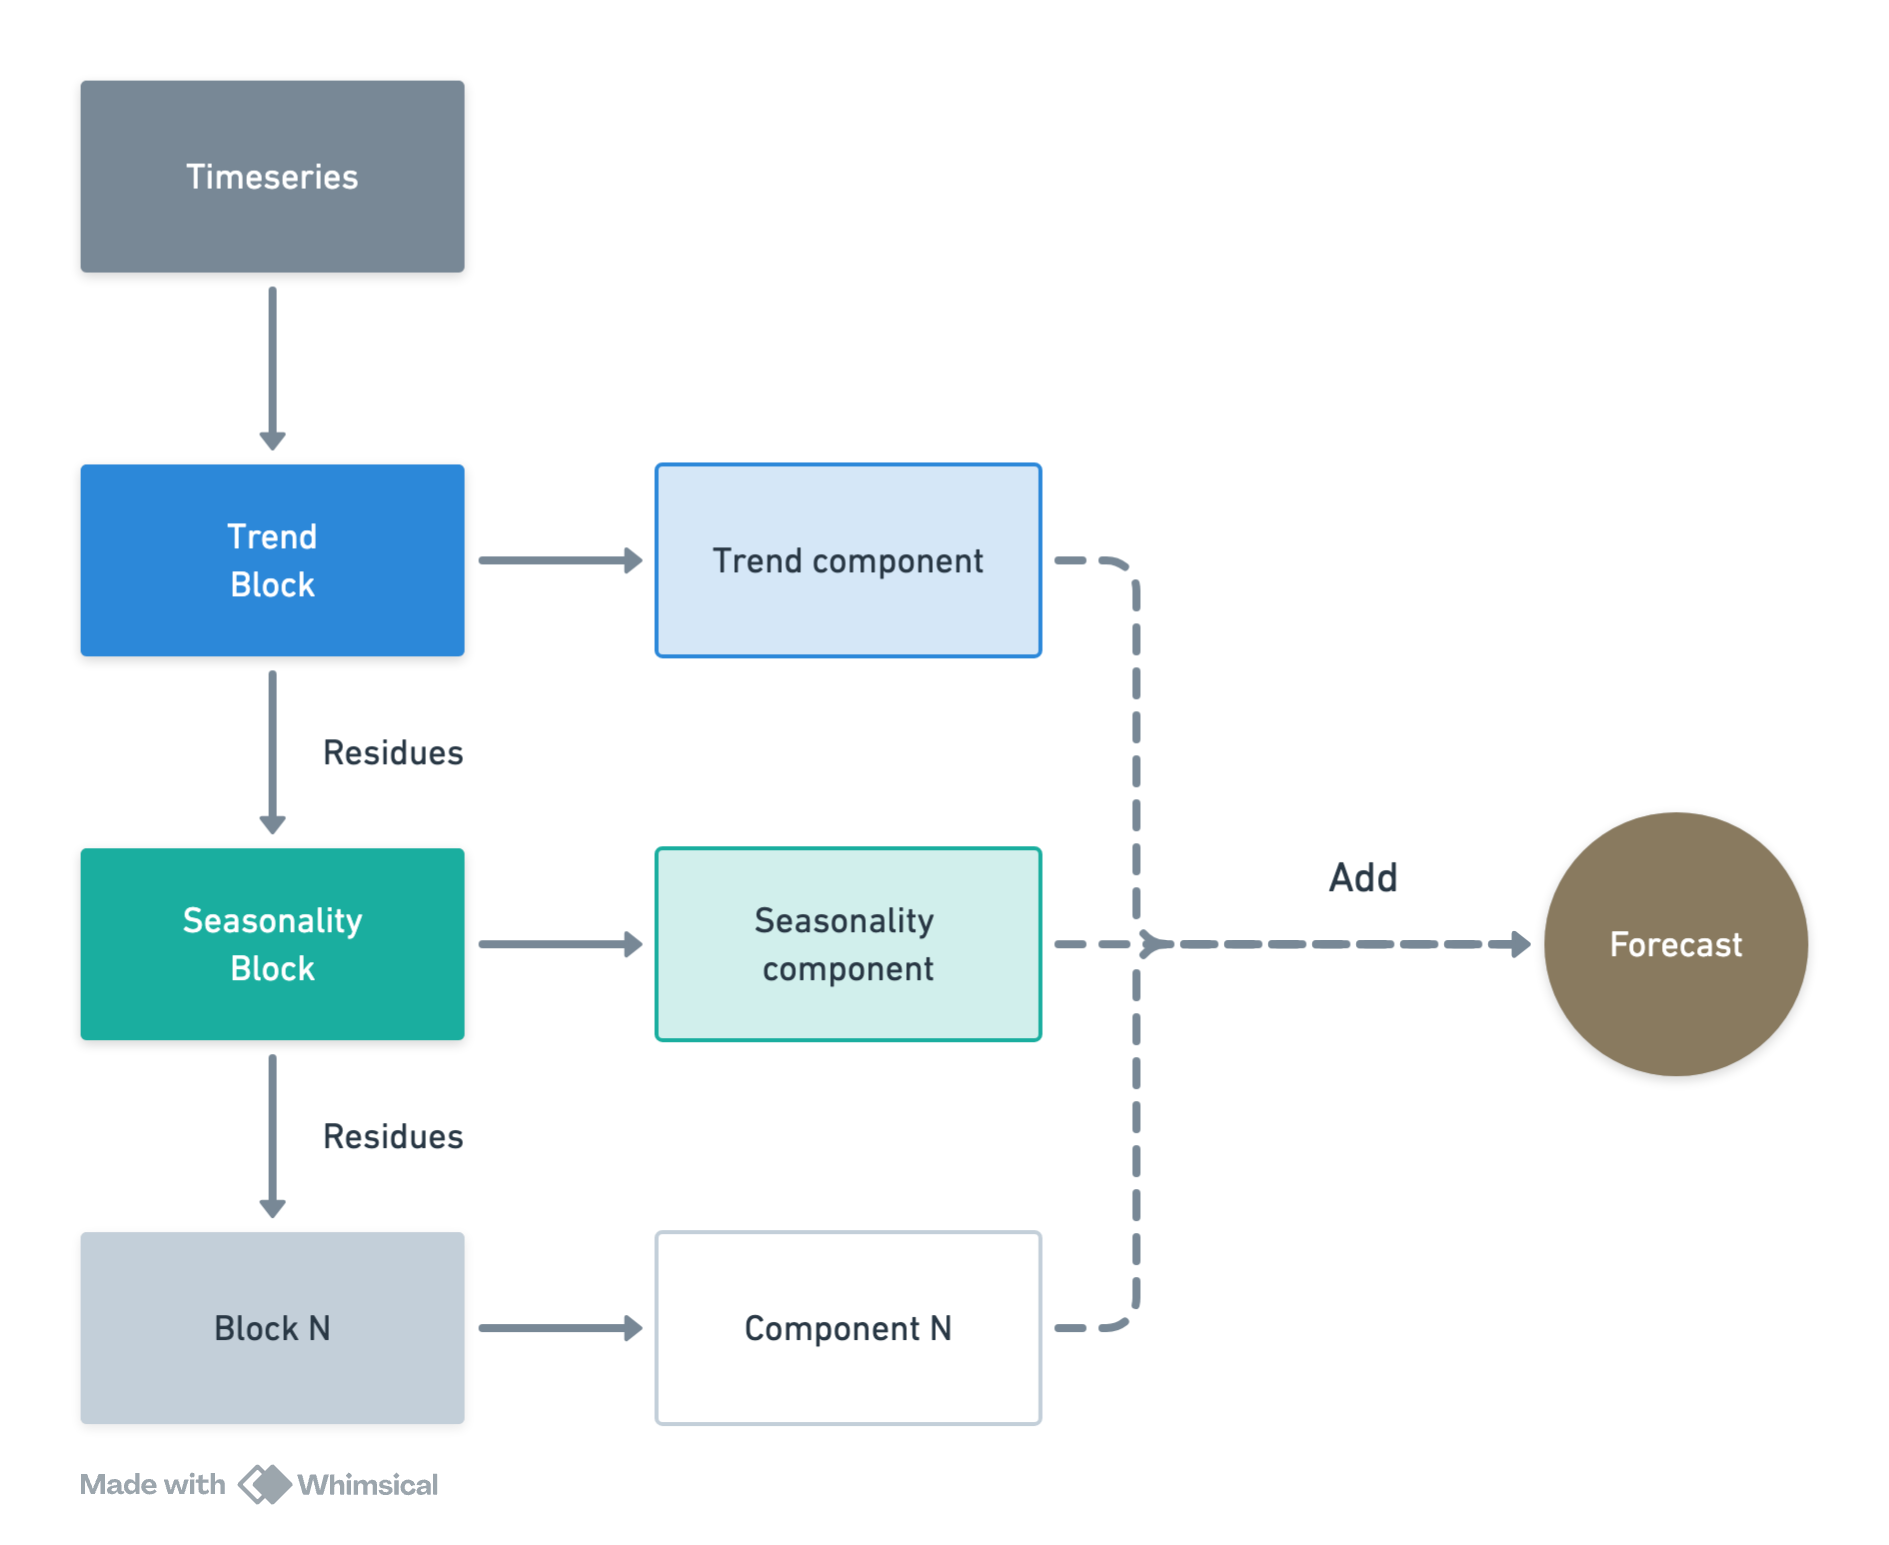 Timeseries
Trend
Block
Trend component
Residues
Seasonality
Block
Seasonality
component
Add
Forecast
Residues
Block N
Component N
Made with Whimsical